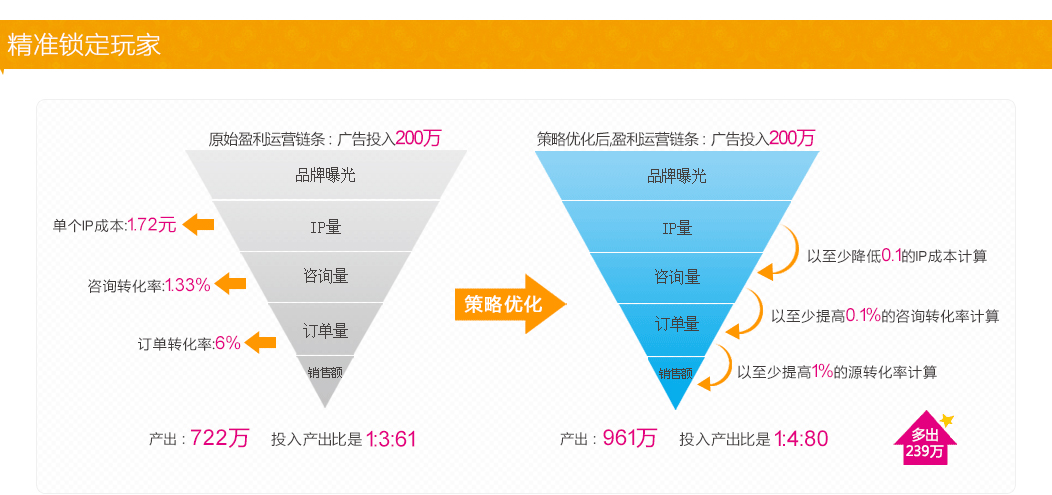 精准锁定玩家
原始盈利运营链条：广告投入200万
品牌曝光
IP量
咨询量
订单量
销售额
单个IP成本:1.72元
咨询转化率:1.33%
订单转化率:6%
产出：722万
投入产出比是 1:3:61
策略优化
策略优化后,盈利运营链条：广告投入200万
品牌曝光
IP量
咨询量
订单量
销售额
以至少降低0.1的IP成本计算
以至少提高0.1%的咨询转化率计算
以至少提高1%的源转化率计算
产出：961万
投入产出比是 1:4:80
多出
239万